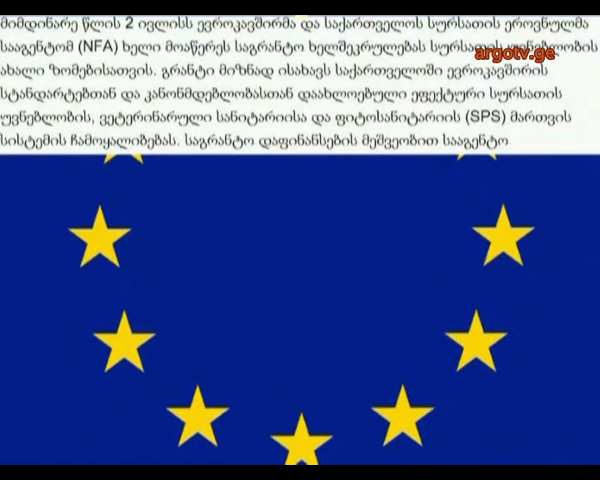 მიმდინარე წლის 2 ივლისს ევროკავშირმა და საქართველოს სურსათის ეროვნულმა
სააგენტომ (NFA) ხელი მოაწერეს საგრანტო ხელშეკრულებას სურსათის უვნებლობის
argotv.ge
ახალი ზომებისათვის. გრანტი მიზნად ისახავს საქართველოში ევროკავშირის
სტანდარტებთან და კანონმდებლობასთან დაახლოებული ეფექტური სურსათის
უვნებლობის, ვეტერინარული სანიტარიისა და ფიტოსანიტარიის (SPS) მართვის
სისტემის ჩამოყალიბებას. საგრანტო დაფინანსების მეშვეობით სააგენტო